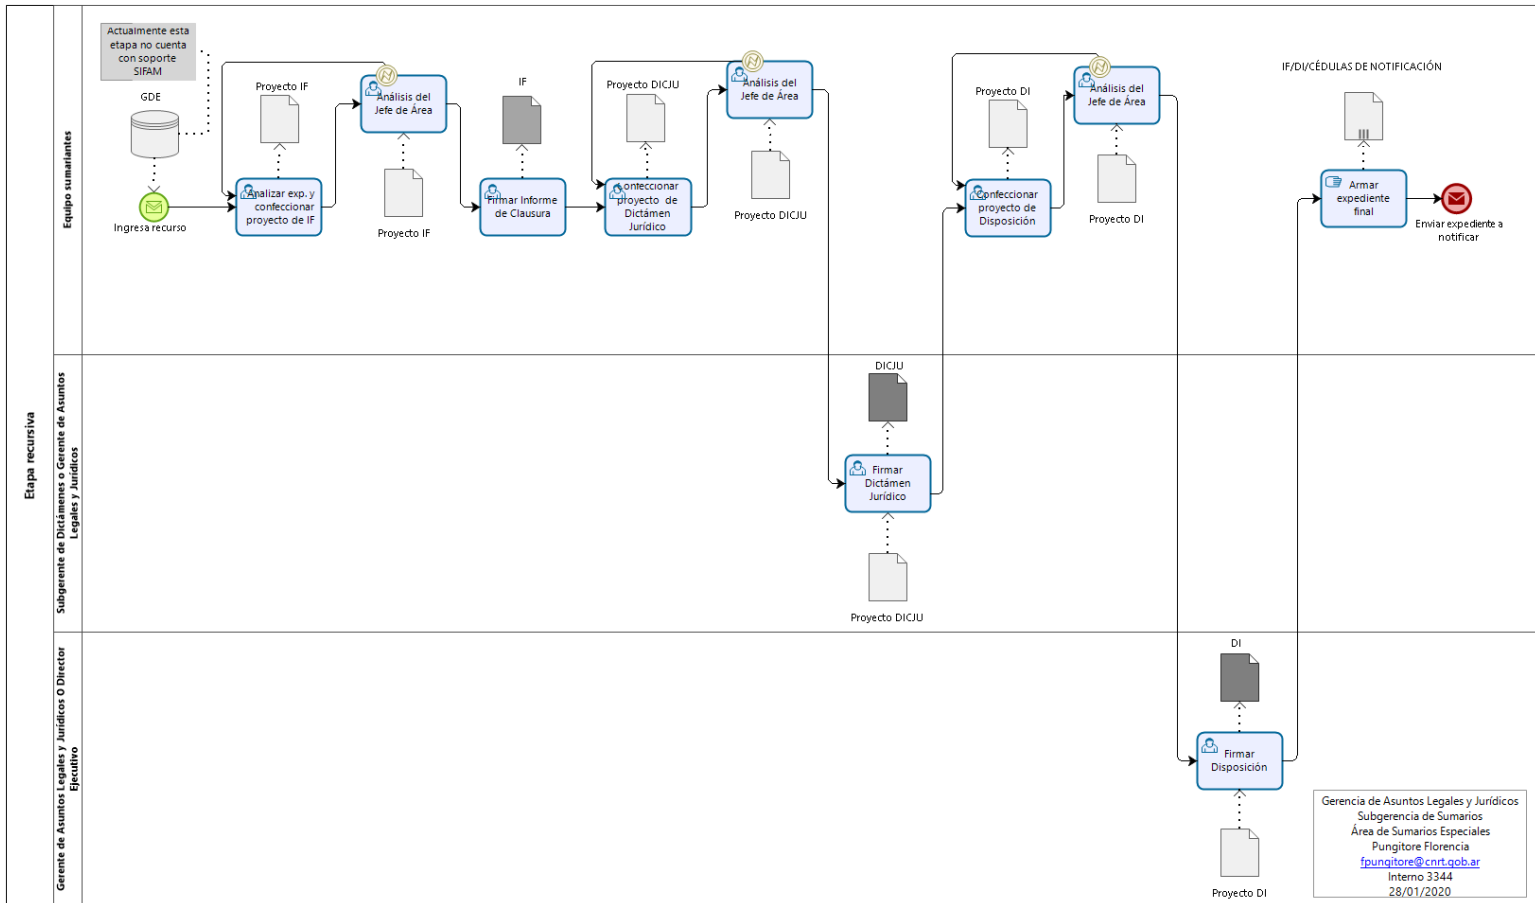 Etapa recursiva
Equipo sumariantes
Actualmente esta
etapa no cuenta
con soporte
SIFAM
GDE
Ingresa recurso
Proyecto IF
Analizar exp. y
confeccionar
proyecto de IF
Análisis del
Jefe de Área
Proyecto IF
IF
Firmar Informe
de Clausura
Proyecto DICJU
Confeccionar
proyecto de
Dictámen
Jurídico
Análisis del
Jefe de Área
Proyecto DICJU
Proyecto DI
Confeccionar
proyecto de
Disposición
Análisis del
Jefe de Área
Proyecto DI
IF/DI/CÉDULAS DE NOTIFICACIÓN
Armar
expediente
final
Enviar expediente a
notificar
Subgerente de Dictámenes o Gerente de Asuntos
Legales y Jurídicos
DICJU
Firmar
Dictámen
Jurídico
Proyecto DICJU
Gerente de Asuntos Legales y Jurídicos O Director
Ejecutivo
DI
Firmar
Disposición
Proyecto DI
Gerencia de Asuntos Legales y Jurídicos
Subgerencia de Sumarios
Área de Sumarios Especiales
Pungitore Florencia
fpungitore@cnrt.gob.ar
Interno 3344
28/01/2020